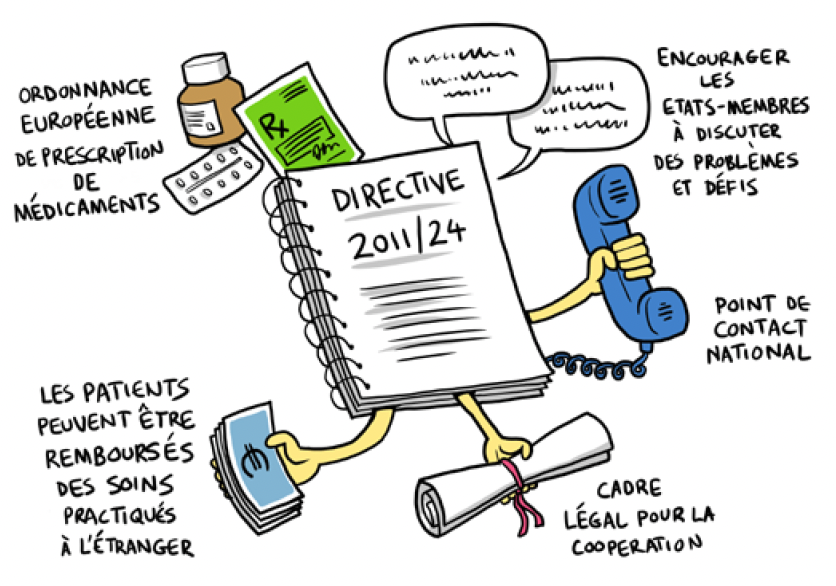 ORDONNANCE
EUROPÉENNE
DE PRESCRIPTION
DE
MÉDICAMENTS
Rx
DIRECTIVE
2011/24
ENCOURAGER
LES
ETATS-MEMBRES
À DISCUTER
DES PROBLÈMES
ET DÉFIS
POINT DE
CONTACT
NATIONAL
LES PATIENTS
PEUVENT ÊTRE
REMBOURSÉS
DES SOINS
PRACTIQUÉS
À L'ÉTRANGER
€
CADRE
LÉGAL POUR LA
COOPERATION